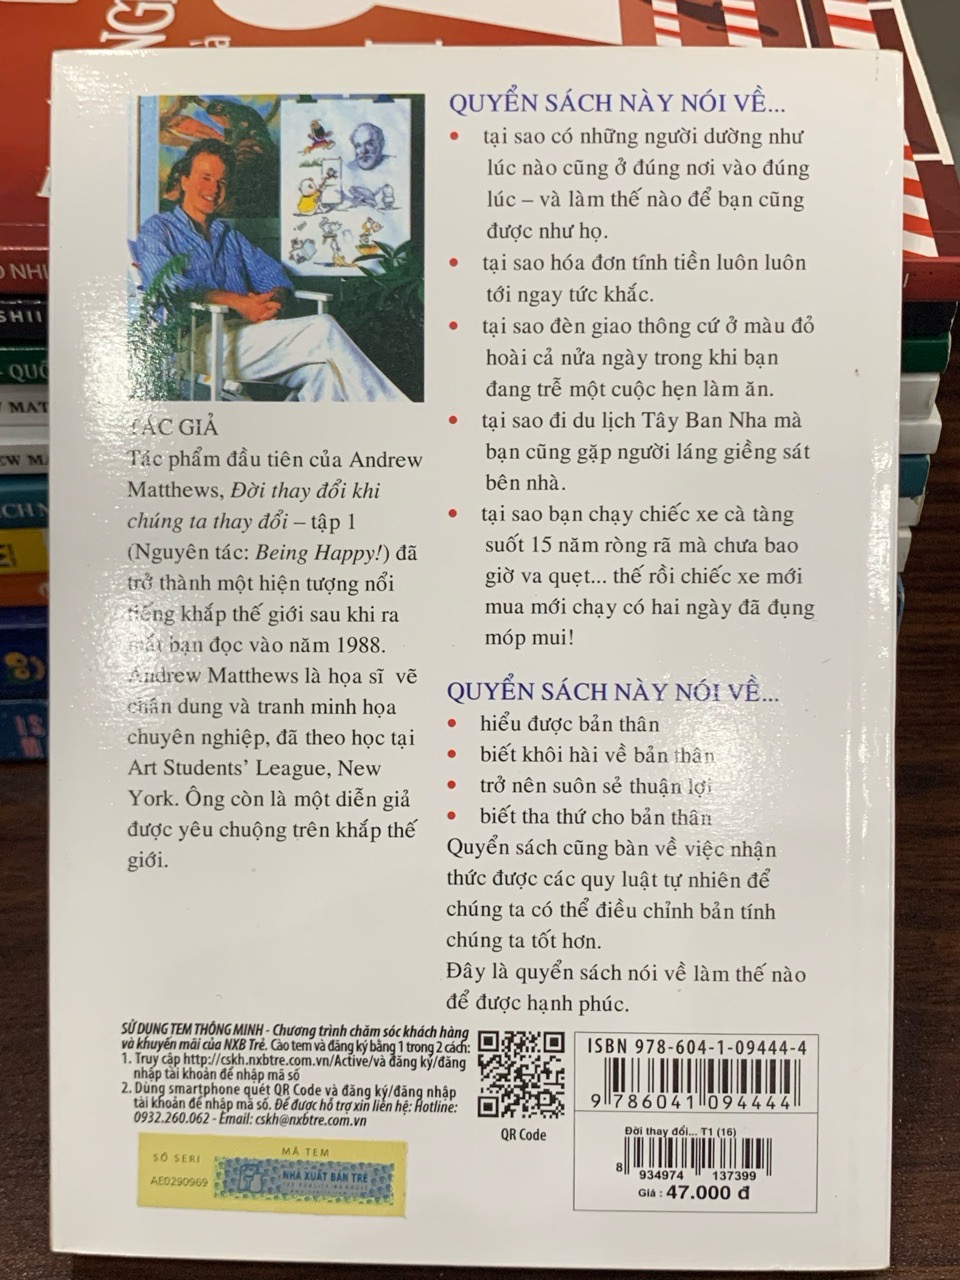 TÁC GIẢ
Tác phẩm đầu tiên của Andrew
Matthews, Đời thay đổi khi
chúng ta thay đổi – tập 1
(Nguyên tác: Being Happy!) đã
trở thành một hiện tượng nổi
tiếng khắp thế giới sau khi ra
mắt bạn đọc vào năm 1988.
Andrew Matthews là họa sĩ vẽ
chân dung và tranh minh họa
chuyên nghiệp, đã theo học tại
Art Students' League, New
York. Ông còn là một diễn giả
được yêu chuộng trên khắp thế
giới.
QUYỂN SÁCH NÀY NÓI VỀ...
• tại sao có những người dường như
lúc nào cũng ở đúng nơi vào đúng
lúc – và làm thế nào để bạn cũng
được như họ.
• tại sao hóa đơn tính tiền luôn luôn
tới ngay tức khắc.
• tại sao đèn giao thông cứ ở màu đỏ
hoài cả nửa ngày trong khi bạn
đang trễ một cuộc hẹn làm ăn.
• tại sao đi du lịch Tây Ban Nha mà
bạn cũng gặp người láng giềng sát
bên nhà.
• tại sao bạn chạy chiếc xe cà tàng
suốt 15 năm ròng rã mà chưa bao
giờ va quẹt... thế rồi chiếc xe mới
mua mới chạy có hai ngày đã đụng
móp mui!
QUYỂN SÁCH NÀY NÓI VỀ...
• hiểu được bản thân
• biết khôi hài về bản thân
• trở nên suôn sẻ thuận lợi
• biết tha thứ cho bản thân
Quyển sách cũng bàn về việc nhận
thức được các quy luật tự nhiên để
chúng ta có thể điều chỉnh bản tính
chúng ta tốt hơn.
Đây là quyển sách nói về làm thế nào
để được hạnh phúc.
SỬ DỤNG TEM THÔNG MINH - Chương trình chăm sóc khách hàng
và khuyến mãi của NXB Trẻ. Cào tem và đăng ký bằng 1 trong 2 cách:
1. Truy cập http://cskh.nxbtre.com.vn/Active/và đăng ký/đăng
nhập tài khoản để nhập mã số
2. Dùng smartphone quét QR Code và đăng ký/đăng nhập
tài khoản để nhập mã số. Để được hỗ trợ xin liên hệ: Hotline:
0932.260.062 - Email: cskh@nxbtre.com.vn
QR Code
SỐ SERI
AE0290969
MÃ TEM
NHÀ XUẤT BẢN TRẺ
ISBN 978-604-1-09444-4
9 786041 094444
Đời thay đổi... T1 (16)
8 934974 137399
Giá : 47.000 đ